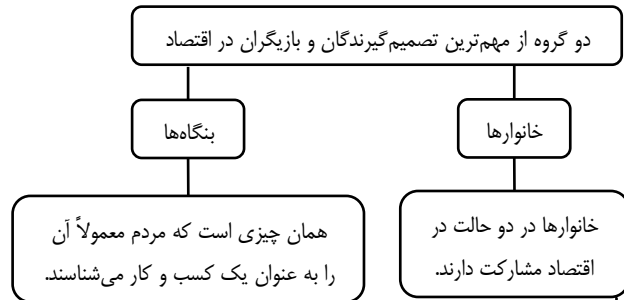 دو گروه از مهم‌ترین تصمیم‌گیرندگان و بازیگران در اقتصاد
خانوارها
بنگاه‌ها
خانوارها در دو حالت در
اقتصاد مشارکت دارند.
همان چیزی است که مردم معمولاً آن
را به عنوان یک کسب و کار می‌شناسند.